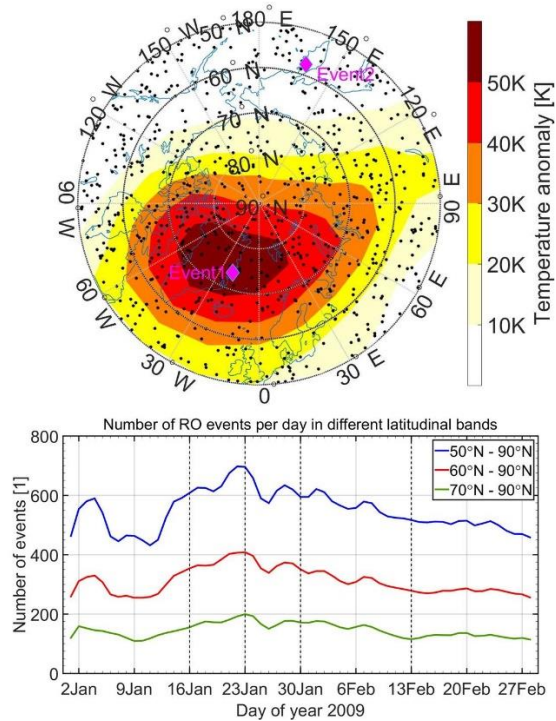 180° E
150° W
150° E
120° W
120° E
50° N
60° N
70° N
80° N
90° N
90° W
90° E
60° W
60° E
30° W
30° E
0°
Event2
Event1
50K
40K
30K
20K
10K
Temperature anomaly [K]
Number of RO events per day in different latitudinal bands
800
600
400
200
0
Number of events [1]
50°N - 90°N
60°N - 90°N
70°N - 90°N
2Jan 9Jan 16Jan 23Jan 30Jan 6Feb 13Feb 20Feb 27Feb
Day of year 2009